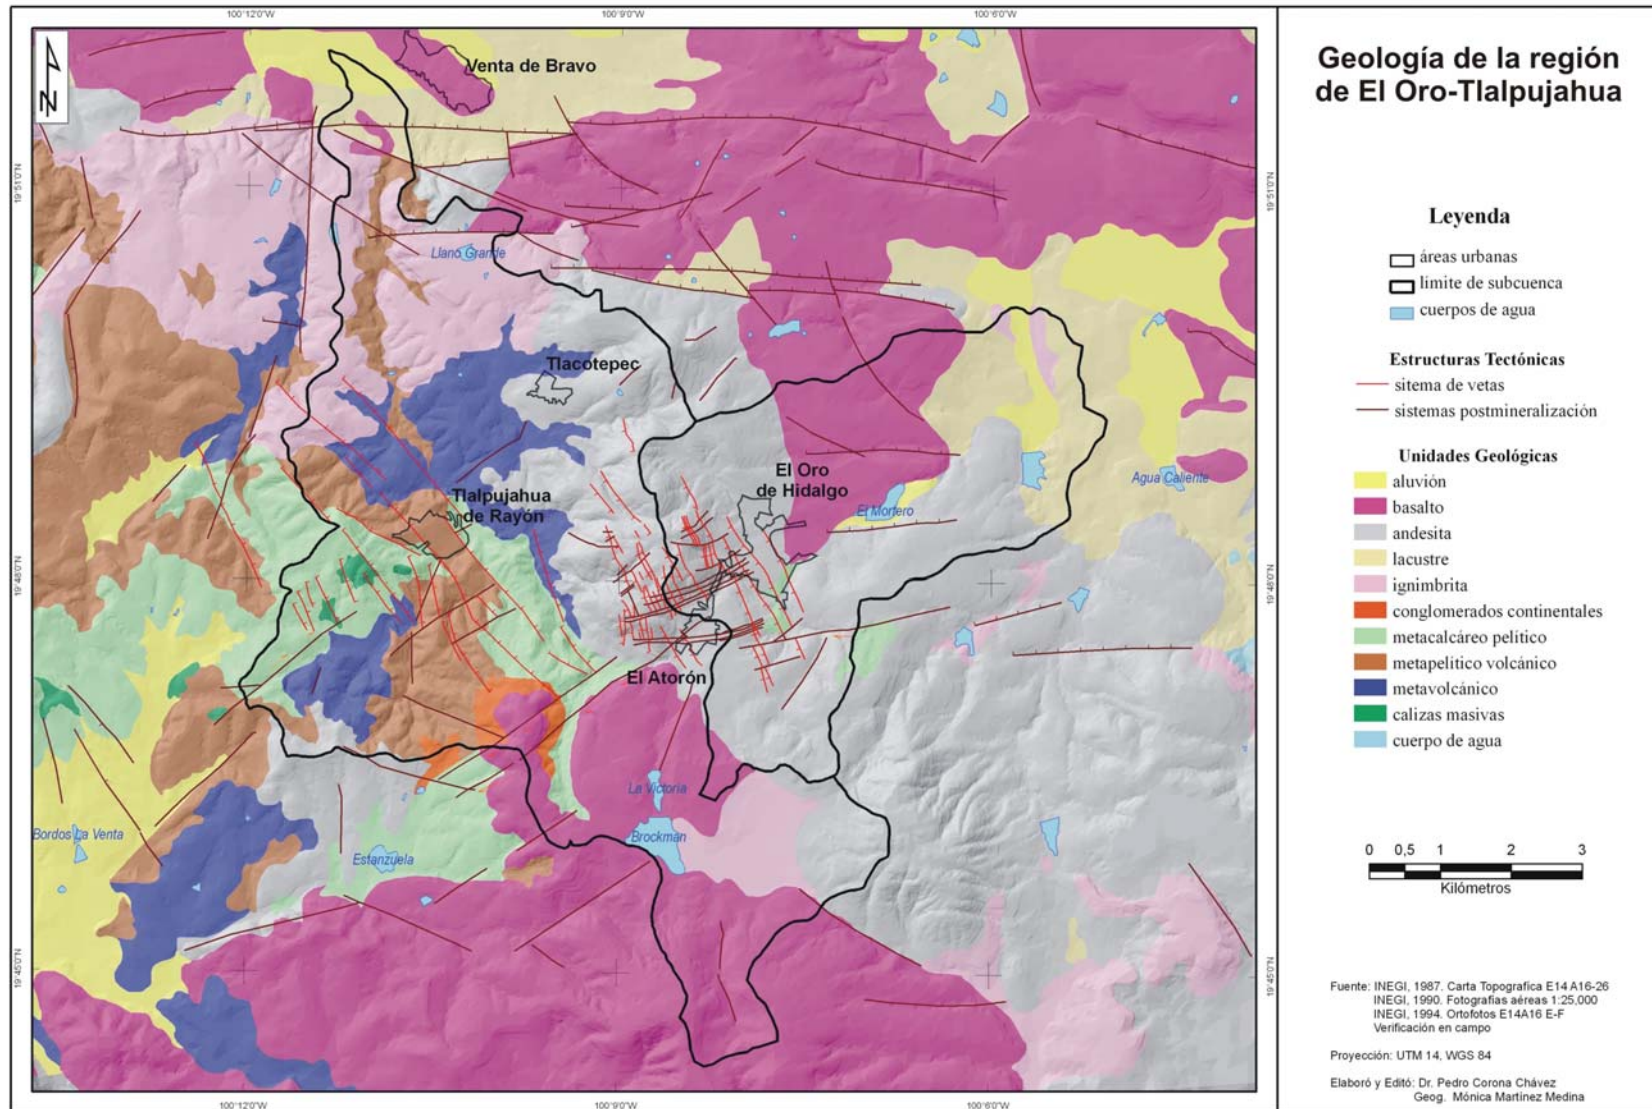 100°12'0"W
100°9'0"W
100°6'0"W
N
19°51'0"N
19°48'0"N
19°45'0"N
Venta de Bravo
Llano Grande
Tlacotepec
El Oro
de Hidalgo
Tlalpujahua
de Rayón
El Mortero
Agua Caliente
El Atorón
La Victoria
Brockman
Bordos La Venta
Estanzuela
19°51'0"N
19°48'0"N
19°45'0"N
100°12'0"W
100°9'0"W
100°6'0"W
Geología de la región
de El Oro-Tlalpujahua
Leyenda
áreas urbanas
limite de subcuenca
cuerpos de agua
Estructuras Tectónicas
sitema de vetas
sistemas postmineralización
Unidades Geológicas
aluvión
basalto
andesita
lacustre
ignimbrita
conglomerados continentales
metacalcáreo pelítico
metapelitico volcánico
metavolcánico
calizas masivas
cuerpo de agua
0 0,5 1 2 3
Kilómetros
Fuente: INEGI, 1987. Carta Topografica E14 A16-26
INEGI, 1990. Fotografias aéreas 1:25,000
INEGI, 1994. Ortofotos E14A16 E-F
Verificación en campo
Proyección: UTM 14, WGS 84
Elaboró y Editó: Dr. Pedro Corona Chávez
Geog. Mónica Martínez Medina